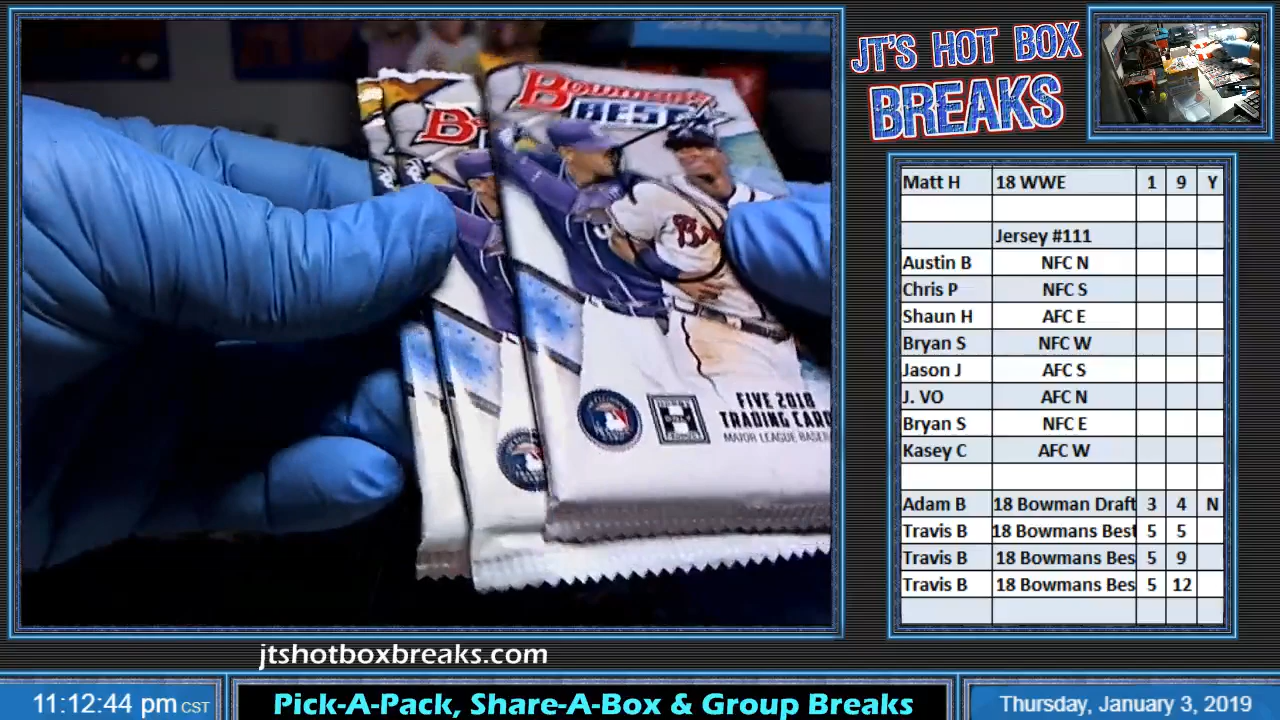 Bowman's
BEST
B
Br
FIVE 2018
TRADING CARD
MAJOR LEAGUE BASEB
JT'S HOT BOX
BREAKS
Matt H 18 WWE 1 9 Y
Jersey #111
Austin B NFC N
Chris P NFC S
Shaun H AFC E
Bryan S NFC W
Jason J AFC S
J. VO AFC N
Bryan S NFC E
Kasey C AFC W
Adam B 18 Bowman Draft 3 4 N
Travis B 18 Bowmans Best 5 5
Travis B 18 Bowmans Bes 5 9
Travis B 18 Bowmans Bes 5 12
jtshotboxbreaks.com
11:12:44 pm CST
Pick-A-Pack, Share-A-Box & Group Breaks
Thursday, January 3, 2019